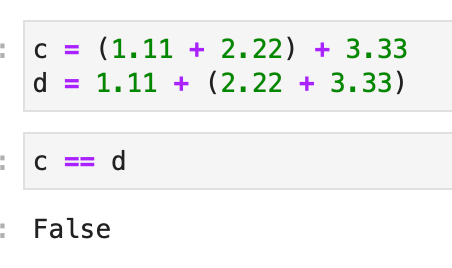 c = (1.11 + 2.22) + 3.33
d = 1.11 + (2.22 + 3.33)
c == d
False